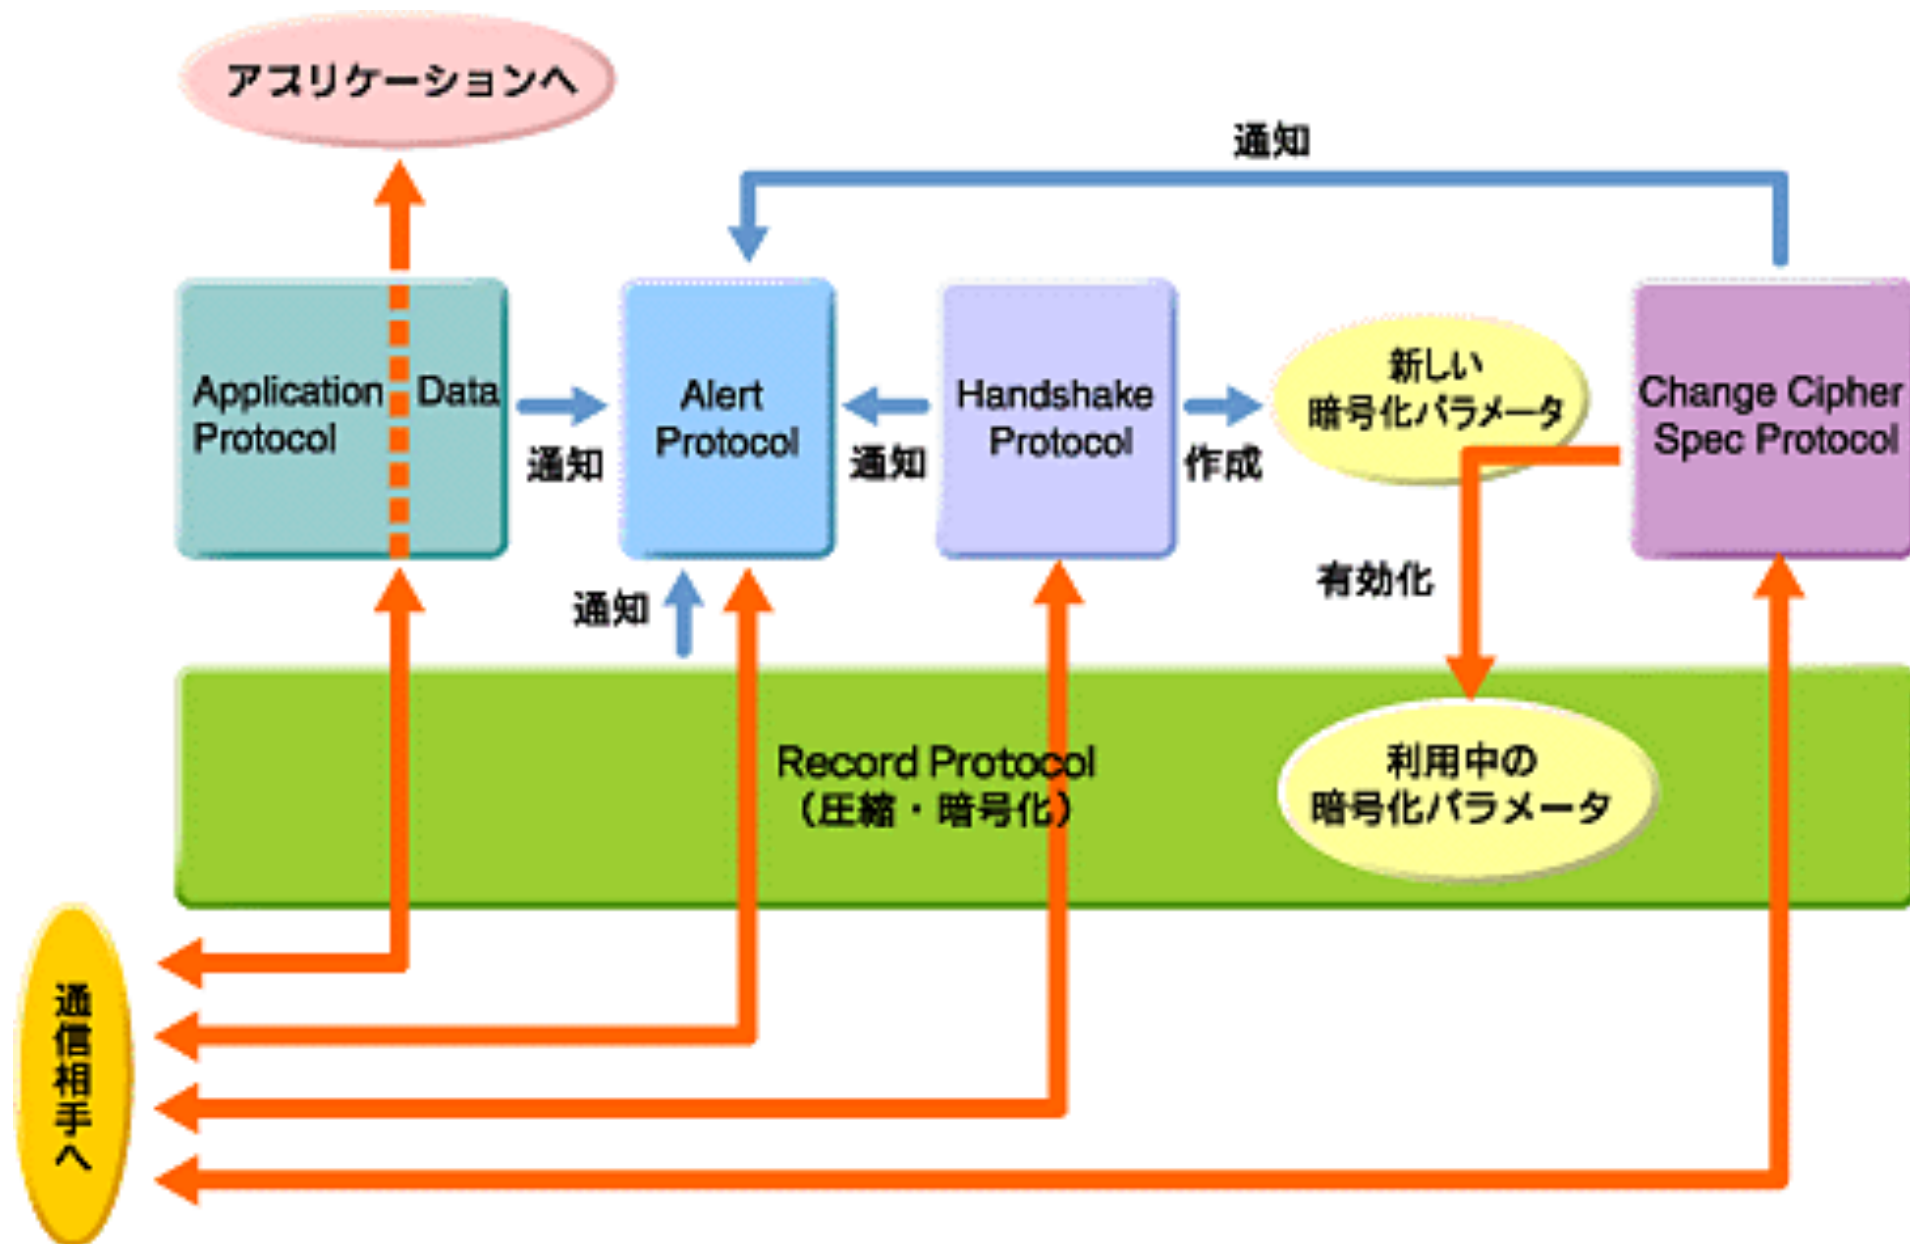 アスリケーションへ
通知
Application Data
Protocol
通知
Alert
Protocol
通知
Handshake
Protocol
作成
新しい
暗号化パラメータ
Change Cipher
Spec Protocol
通知
有効化
Record Protocol
（圧縮・暗号化）
利用中の
暗号化パラメータ
通信相手へ